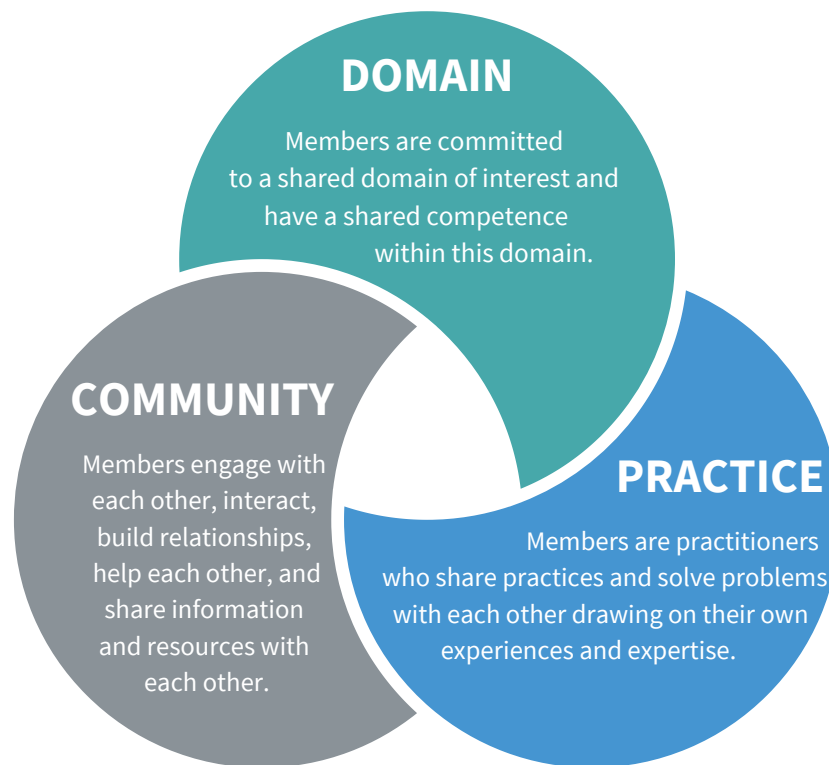 DOMAIN
Members are committed
to a shared domain of interest and
have a shared competence
within this domain.
COMMUNITY
Members engage with
each other, interact,
build relationships,
help each other, and
share information
and resources with
each other.
PRACTICE
Members are practitioners
who share practices and solve problems
with each other drawing on their own
experiences and expertise.